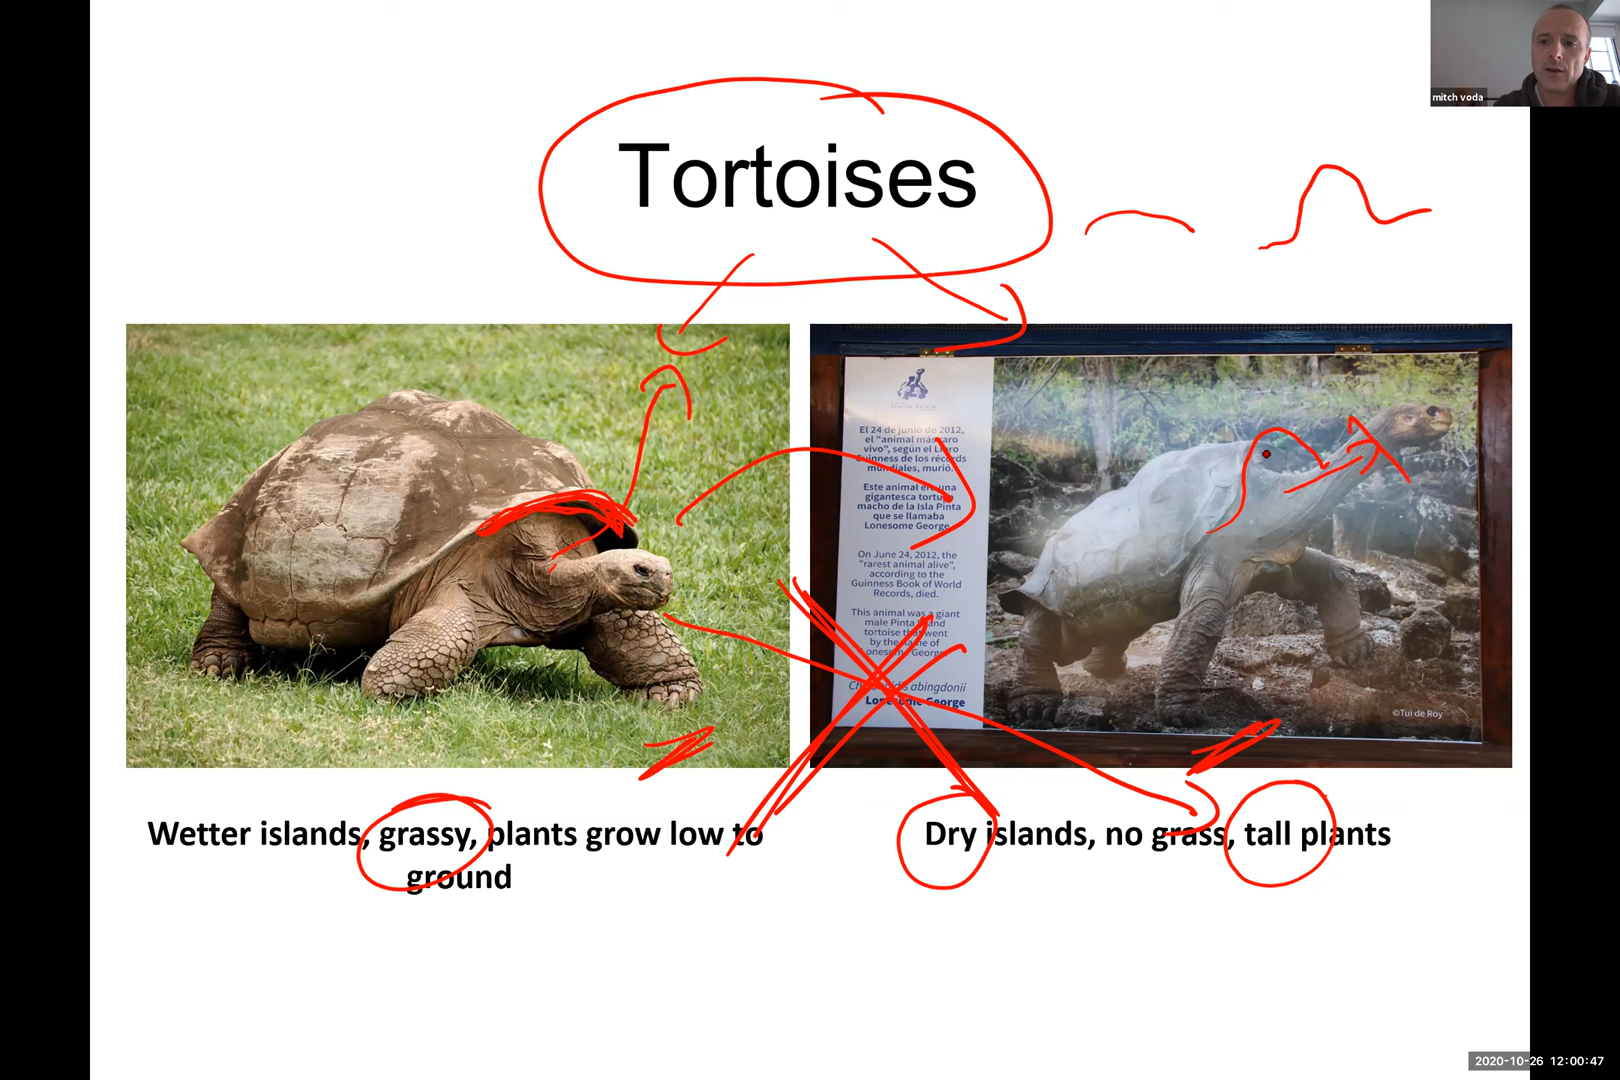 mitch voda
Tortoises
El 24 de junio de 2012,
el "animal más raro
vivo", según el Libro
Guinness de los récords
mundiales, murió.
Este animal era una
gigantesca tortuga
macho de la Isla Pinta
que se llamaba
Lonesome George
On June 24, 2012, the
"rarest animal alive",
according to the
Guinness Book of World
Records, died.
This animal was a giant
male Pinta Island
tortoise that went
by the name of
Lonesome George
abingdonii
Lonesome George
©Tui de Roy
Wetter islands, grassy, plants grow low to
ground
Dry islands, no grass, tall plants
2020-10-26 12:00:47